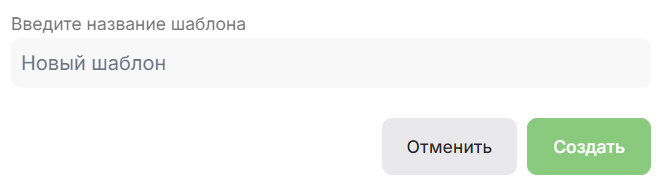 Введите название шаблона
Новый шаблон
Отменить Создать